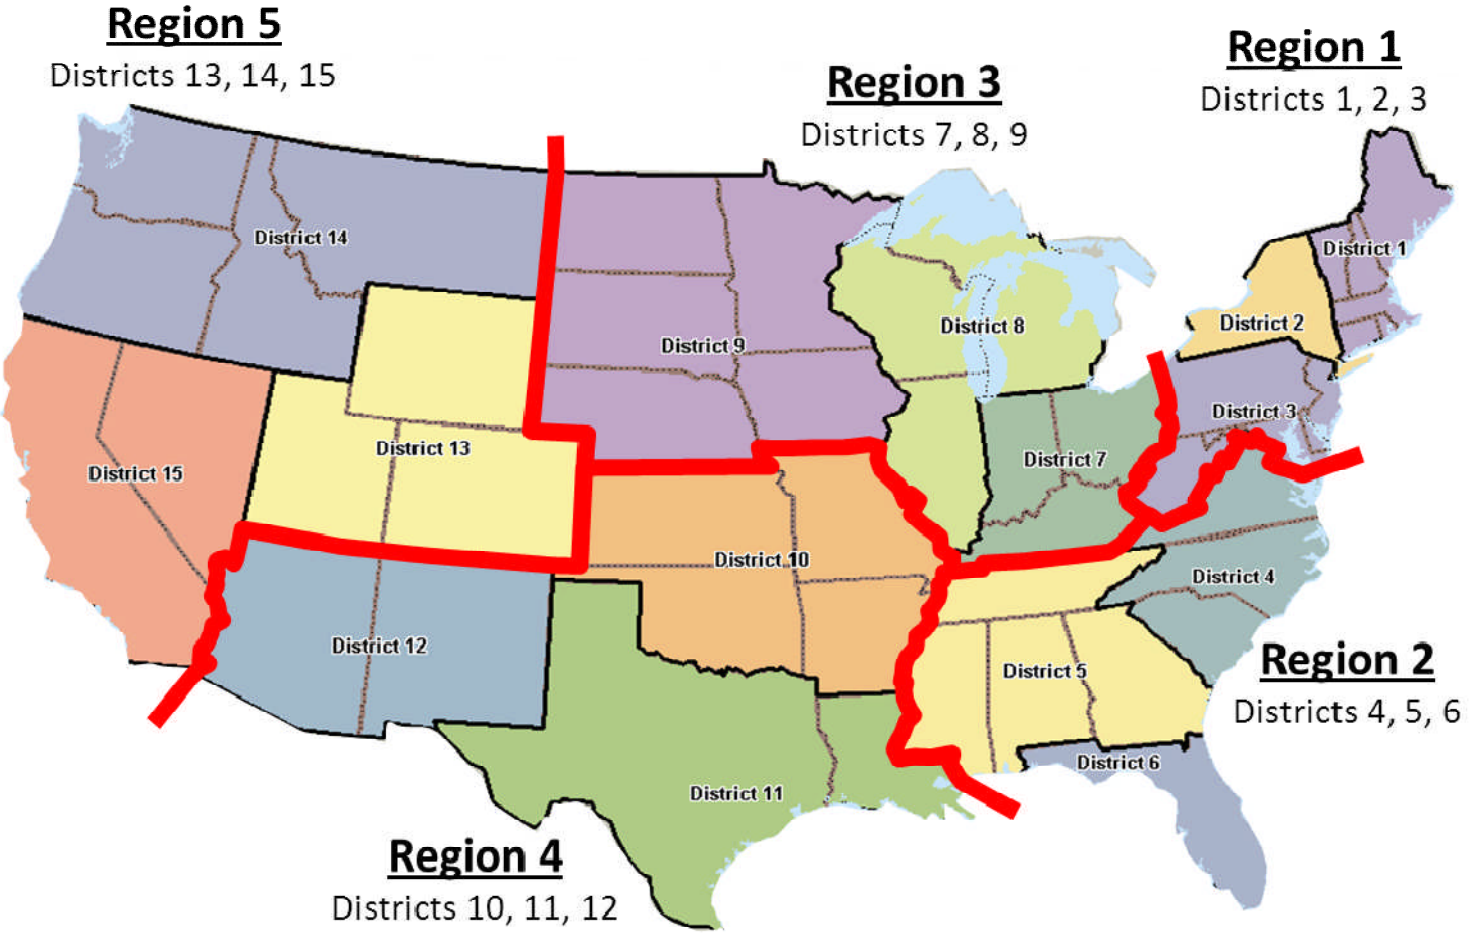 Region 5
Districts 13, 14, 15
Region 3
Districts 7, 8, 9
Region 1
Districts 1, 2, 3
District 14
District 1
District 2
District 8
District 9
District 3
District 13
District 7
District 15
District 10
District 4
District 12
District 5
Region 2
Districts 4, 5, 6
District 6
District 11
Region 4
Districts 10, 11, 12